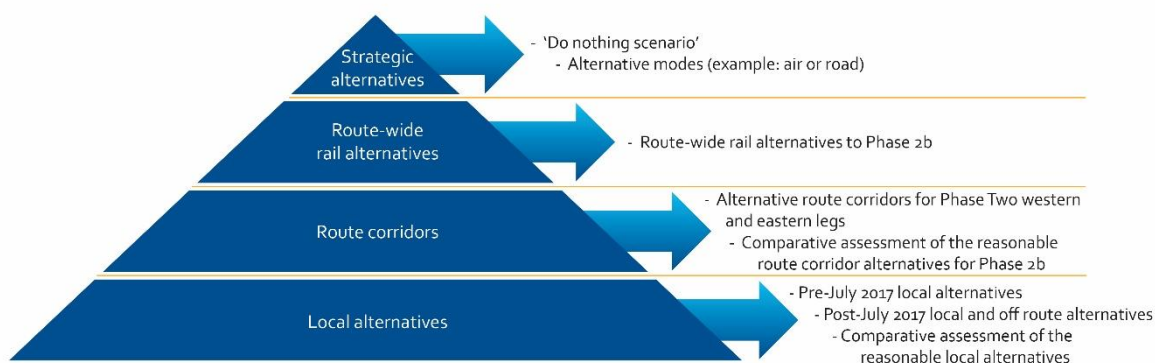 Strategic
alternatives
- ‘Do nothing scenario’
- Alternative modes (example: air or road)
Route-wide
rail alternatives
- Route-wide rail alternatives to Phase 2b
Route corridors
- Alternative route corridors for Phase Two western
and eastern legs
- Comparative assessment of the reasonable
route corridor alternatives for Phase 2b
Local alternatives
- Pre-July 2017 local alternatives
- Post-July 2017 local and off route alternatives
- Comparative assessment of the
reasonable local alternatives